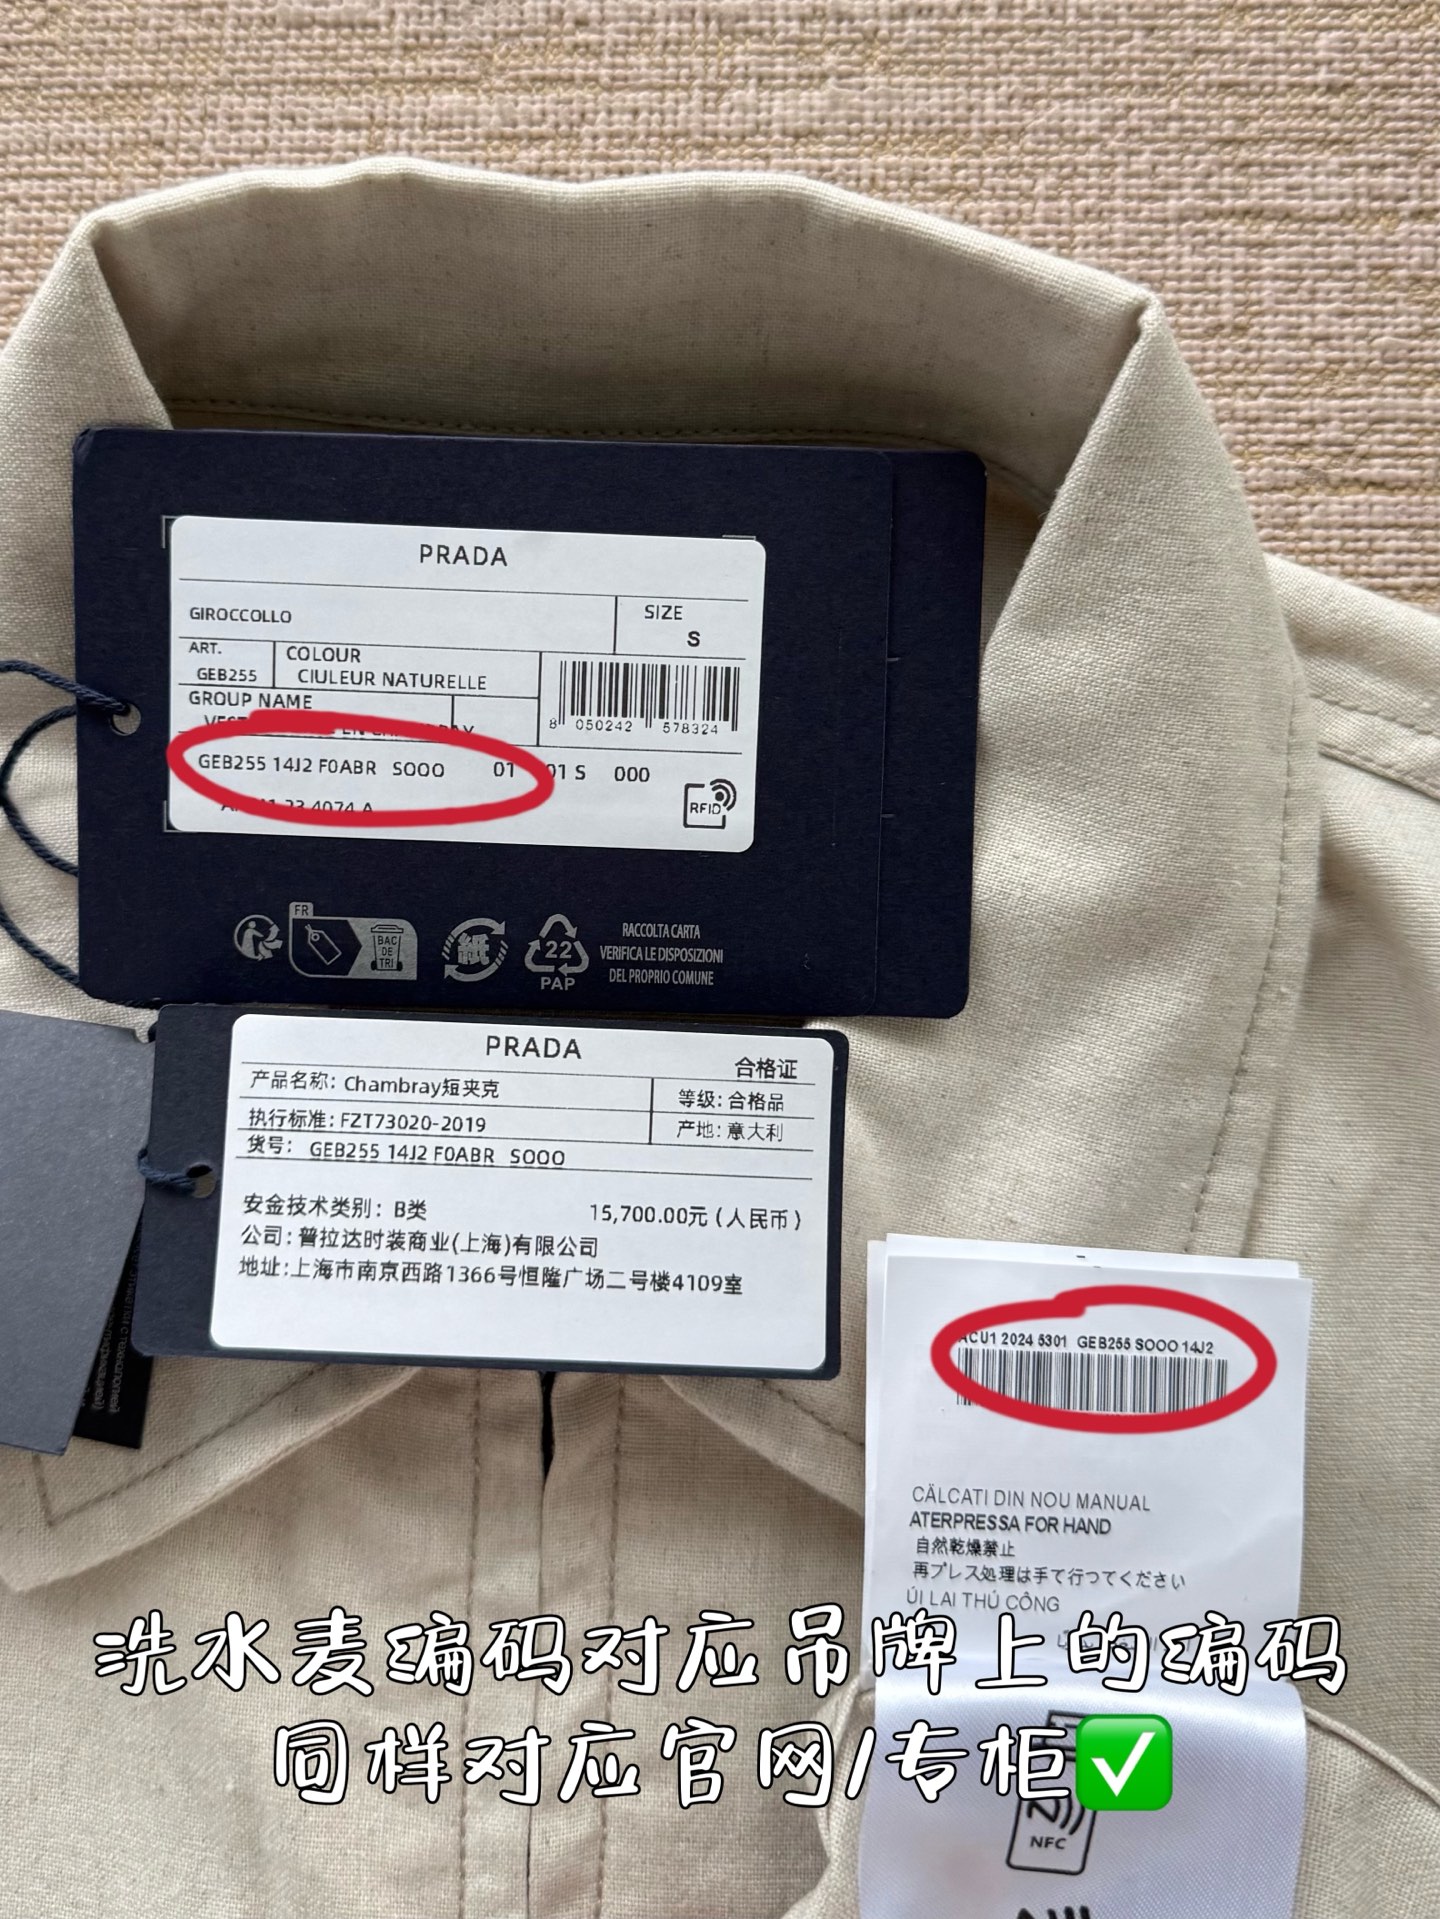 PRADA
GIROCCOLLO
SIZE
S
ART.
GEB255
COLOUR
CIULEUR NATURELLE
GROUP NAME
8 050242 578324
GEB255 14J2 F0ABR SOOO 01 01 S 000
23 4074 A
RFID
FR
BAC
DE
TRI
紙
22
PAP
RACCOLTA CARTA
VERIFICA LE DISPOSIZIONI
DEL PROPRIO COMUNE
PRADA
合格证
产品名称: Chambray短夹克
等级: 合格品
执行标准: FZT73020-2019
产地: 意大利
货号: GEB255 14J2 F0ABR SOOO
安金技术类别: B类
15,700.00元 (人民币)
公司: 普拉达时装商业(上海)有限公司
地址:上海市南京西路1366号恒隆广场二号楼4109室
ACU1 2024 5301 GEB255 SOOO 14J2
CĂLCATI DIN NOU MANUAL
ATERPRESSA FOR HAND
自然乾燥禁止
再プレス処理は手て行つてください
ÚI LAI THÚ CÔNG
洗水麦编码对应吊牌上的编码
同样对应官网/专柜✅
NFC